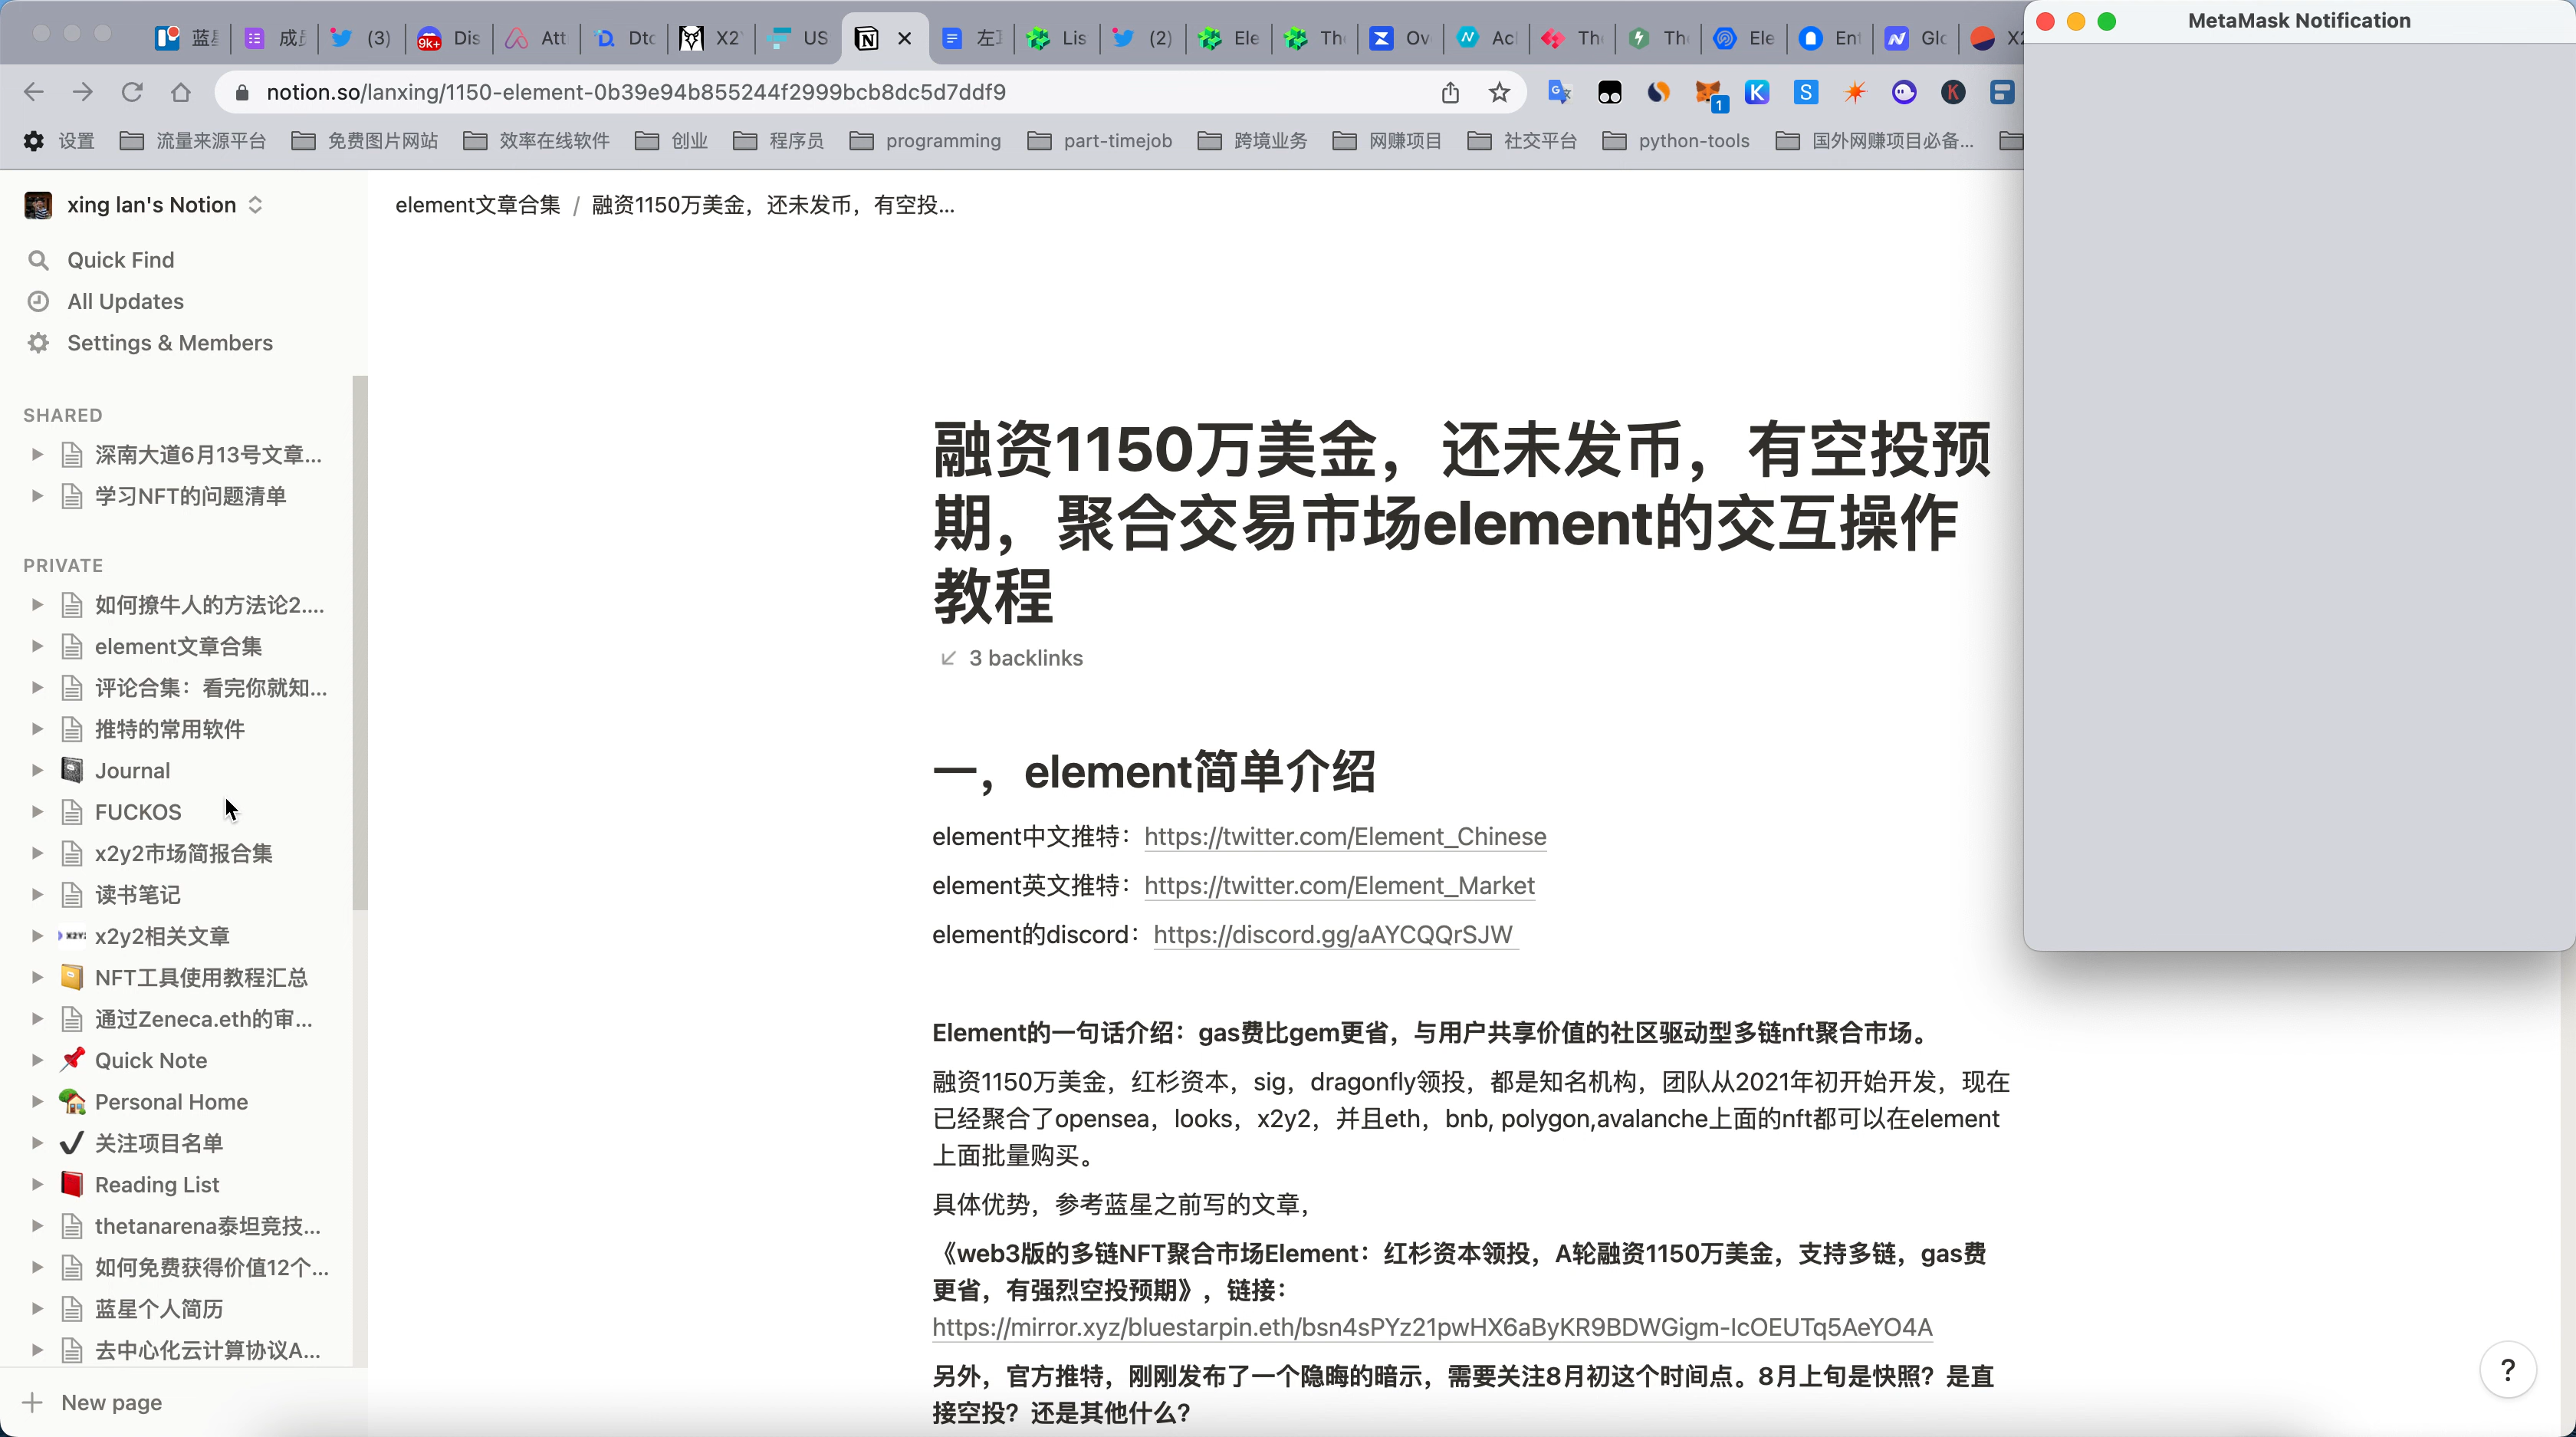 蓝星
成员
(3)
9k+
Dis
Att
Dtc
X2
US
左
Lis
(2)
Ele
The
Ov
Acl
The
The
Ele
Ent
Glo
X2
MetaMask Notification
notion.so/lanxing/1150-element-0b39e94b855244f2999bcb8dc5d7ddf9
1
设置
流量来源平台
免费图片网站
效率在线软件
创业
程序员
programming
part-timejob
跨境业务
网赚项目
社交平台
python-tools
国外网赚项目必备...
xing lan's Notion
element文章合集 / 融资1150万美金，还未发币，有空投...
Quick Find
All Updates
Settings & Members
SHARED
深南大道6月13号文章...
学习NFT的问题清单
PRIVATE
如何撩牛人的方法论2....
element文章合集
评论合集：看完你就知...
推特的常用软件
Journal
FUCKOS
x2y2市场简报合集
读书笔记
x2y2相关文章
NFT工具使用教程汇总
通过Zeneca.eth的审...
Quick Note
Personal Home
关注项目名单
Reading List
thetanarena泰坦竞技...
如何免费获得价值12个...
蓝星个人简历
去中心化云计算协议A...
New page
融资1150万美金，还未发币，有空投预
期，聚合交易市场element的交互操作
教程
3 backlinks
一，element简单介绍
element中文推特：https://twitter.com/Element_Chinese
element英文推特：https://twitter.com/Element_Market
element的discord：https://discord.gg/aAYCQQrSJW
Element的一句话介绍：gas费比gem更省，与用户共享价值的社区驱动型多链nft聚合市场。
融资1150万美金，红杉资本，sig，dragonfly领投，都是知名机构，团队从2021年初开始开发，现在
已经聚合了opensea，looks，x2y2，并且eth，bnb, polygon,avalanche上面的nft都可以在element
上面批量购买。
具体优势，参考蓝星之前写的文章，
《web3版的多链NFT聚合市场Element：红杉资本领投，A轮融资1150万美金，支持多链，gas费
更省，有强烈空投预期》，链接：
https://mirror.xyz/bluestarpin.eth/bsn4sPYz21pwHX6aByKR9BDWGigm-IcOEUTq5AeYO4A
另外，官方推特，刚刚发布了一个隐晦的暗示，需要关注8月初这个时间点。8月上旬是快照？是直
接空投？还是其他什么？
?